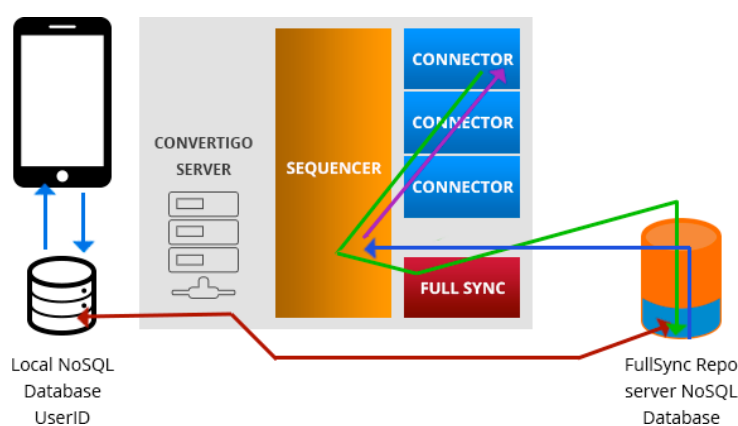 CONNECTOR
CONVERTIGO
SERVER
SEQUENCER
CONNECTOR
CONNECTOR
FULL SYNC
Local NoSQL
Database
UserID
FullSync Repo
server NoSQL
Database